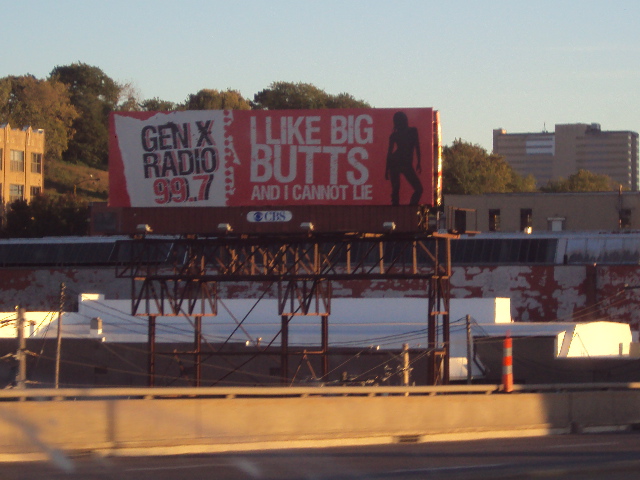 GEN X
RADIO
99.7
I LIKE BIG
BUTTS
AND I CANNOT LIE
CBS